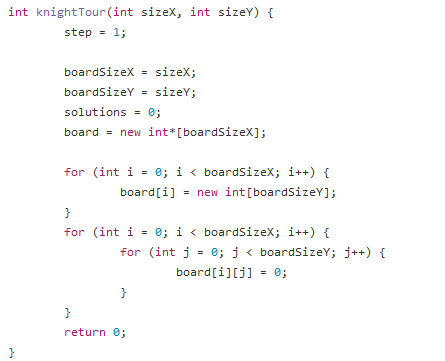 int knightTour(int sizeX, int sizeY) {
step = 1;
boardSizeX = sizeX;
boardSizeY = sizeY;
solutions = 0;
board = new int*[boardSizeX];
for (int i = 0; i < boardSizeX; i++) {
board[i] = new int[boardSizeY];
}
for (int i = 0; i < boardSizeX; i++) {
for (int j = 0; j < boardSizeY; j++) {
board[i][j] = 0;
}
}
return 0;
}